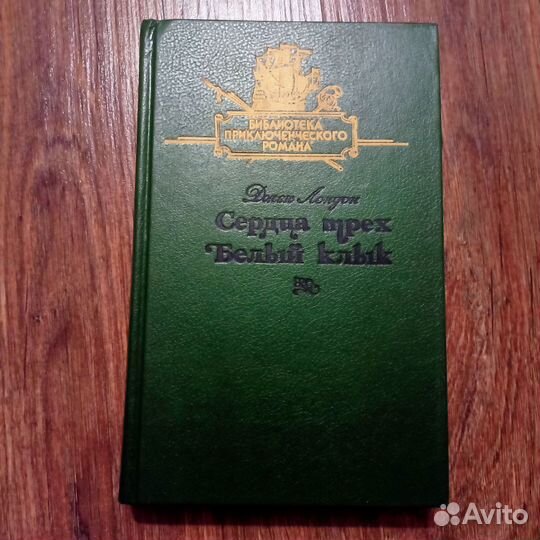 БИБЛИОТЕКА
ПРИКЛЮЧЕНЧЕСКОГО
РОМАНА
Джек Лондон
Сердца трех
Белый клык
Avito